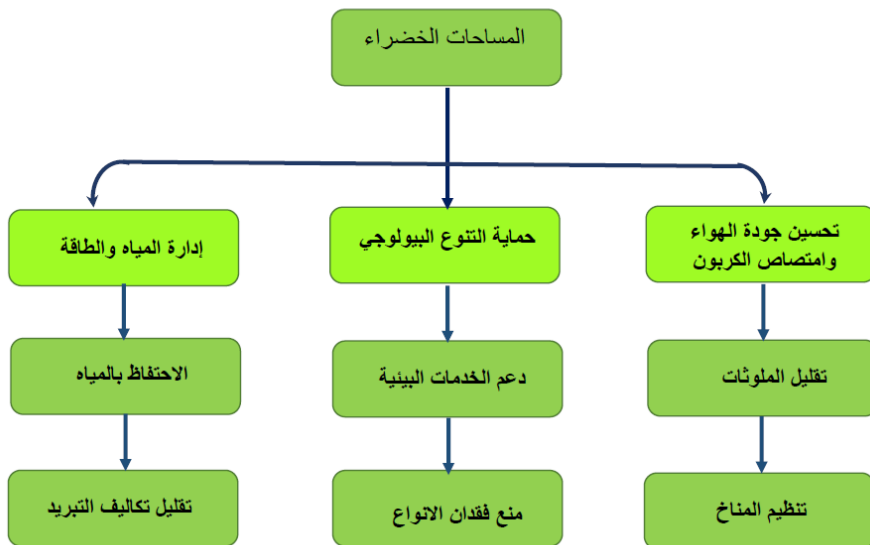 المساحات الخضراء
تحسين جودة الهواء
وامتصاص الكربون
حماية التنوع البيولوجي
إدارة المياه والطاقة
تقليل الملوثات
دعم الخدمات البيئية
الاحتفاظ بالمياه
تنظيم المناخ
منع فقدان الانواع
تقليل تكاليف التبريد